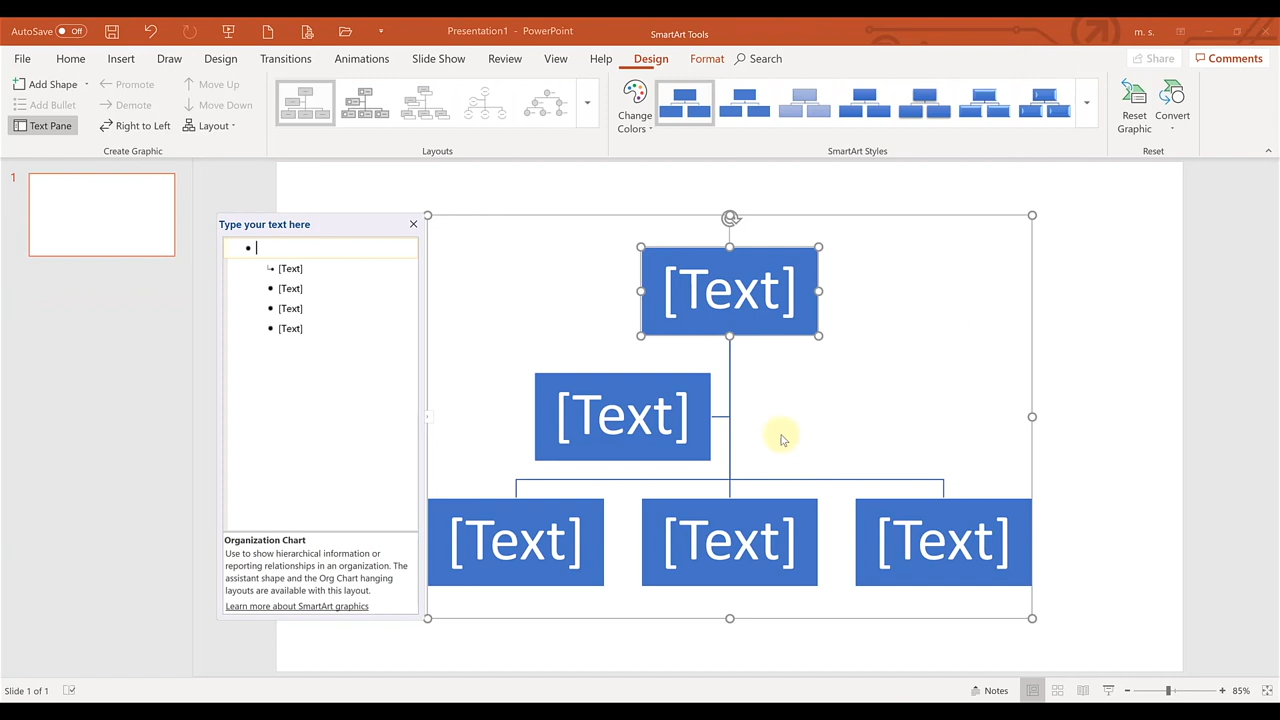 AutoSave Off
Presentation1 - PowerPoint
SmartArt Tools
m. s.
File Home Insert Draw Design Transitions Animations Slide Show Review View Help Design Format Search Share Comments
Add Shape Promote Move Up
Add Bullet Demote Move Down
Text Pane Right to Left Layout
Create Graphic
Layouts
Change Colors
SmartArt Styles
Reset Graphic
Convert
Reset
1
Type your text here
[Text]
[Text]
[Text]
[Text]
Organization Chart
Use to show hierarchical information or
reporting relationships in an organization. The
assistant shape and the Org Chart hanging
layouts are available with this layout.
Learn more about SmartArt graphics
[Text]
[Text]
[Text] [Text] [Text]
Slide 1 of 1
Notes
85%